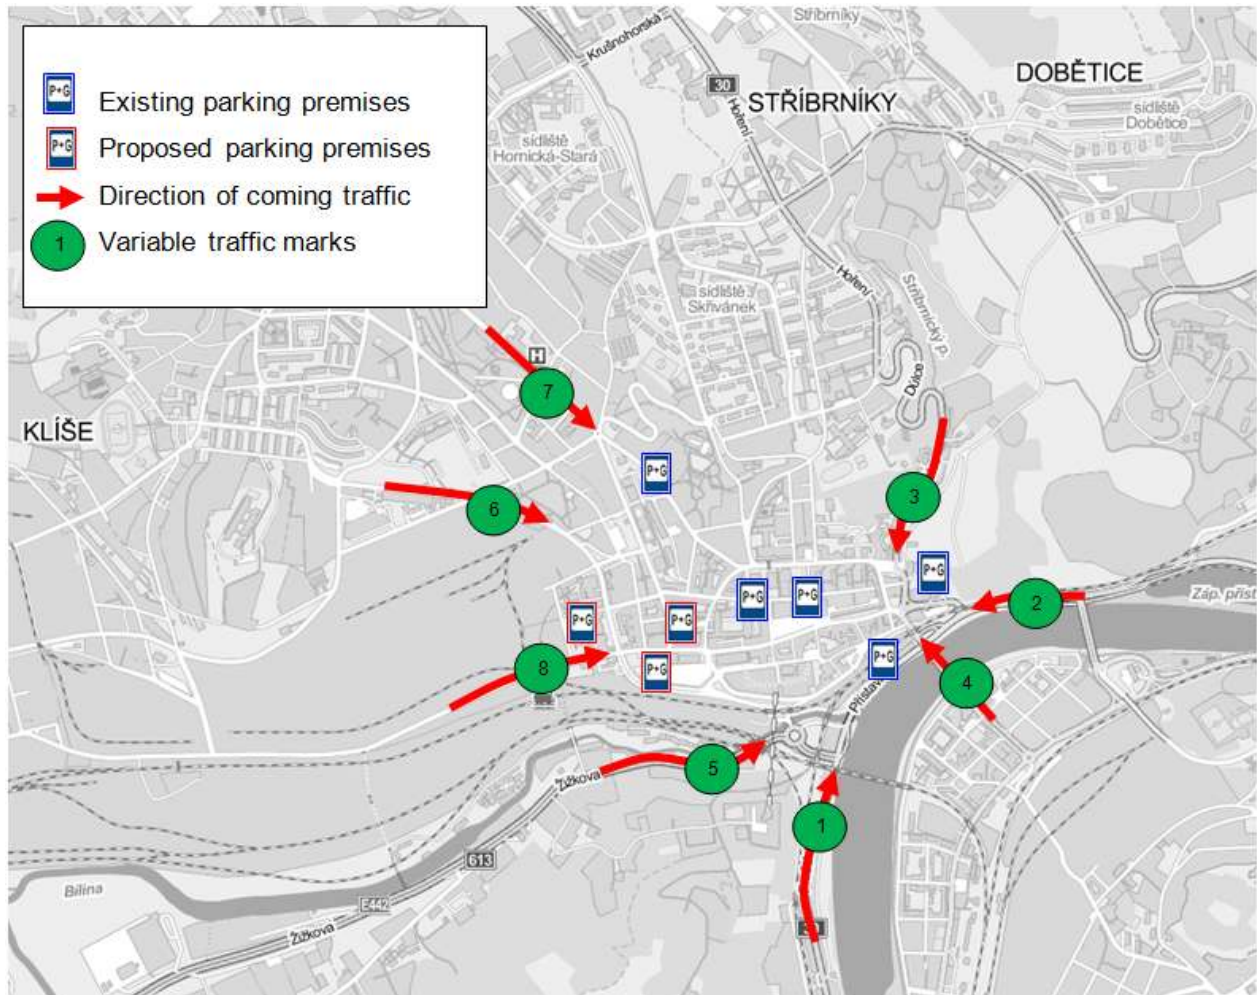 P+G Existing parking premises
P+G Proposed parking premises
Direction of coming traffic
1 Variable traffic marks
Stříbrníky
Krušnohorská
DOBĚTICE
30
STŘÍBRNÍKY
Hoření
sídliště
Dobětice
sídliště
Hornická-Stará
Hoření
Stříbrnický p.
sídliště
Skřivánek
H
Důlce
7
KLÍŠE
P+G
3
6
P+G
P+G
P+G
2
Záp. příst
P+G
P+G
P+G
P+G
8
4
Přístav
5
Žižkova
1
613
Bílina
E442
Žižkova